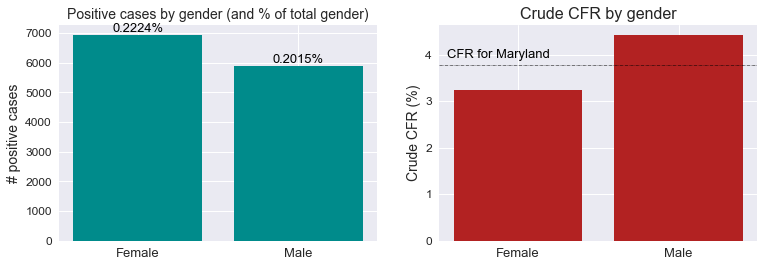 Positive cases by gender (and % of total gender)
# positive cases
7000
6000
5000
4000
3000
2000
1000
0
0.2224%
0.2015%
Female
Male
Crude CFR by gender
Crude CFR (%)
4
3
2
1
0
CFR for Maryland
Female
Male